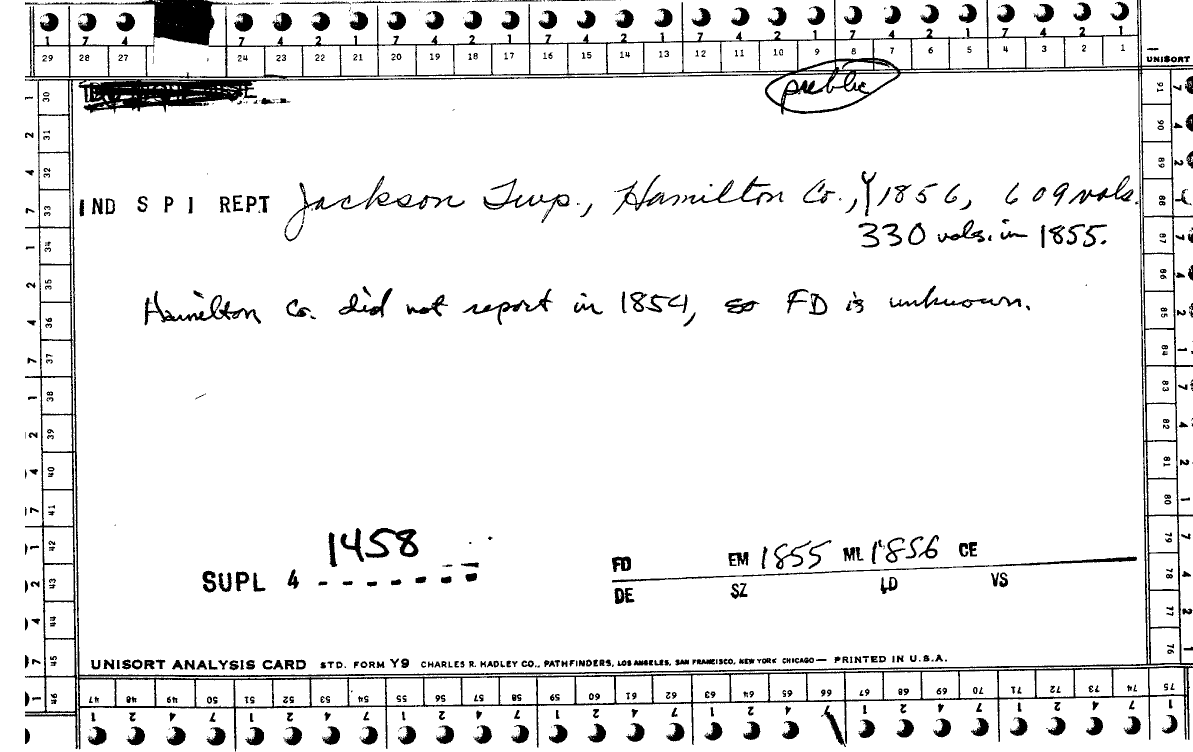 1 7 4 7 4 2 1 7 4 2 1 7 4 2 1 7 4 2 1 7 4 2 1 7 4 2 1
29 28 27 24 23 22 21 20 19 18 17 16 15 14 13 12 11 10 9 8 7 6 5 4 3 2 1
UNISORT
public
IND S P I REPT Jackson Twp., Hamilton Co., 1856, 609 vols.
330 vols. in 1855.
Hamilton Co. did not report in 1854, so FD is unknown.
1458
SUPL 4
FD EM 1855 ML 1856 CE
DE SZ LD VS
1 30
2 31
4 32
7 33
1 34
2 35
4 36
7 37
1 38
2 39
4 40
7 41
1 42
2 43
4 44
7 45
1 46
91 7
90 4
89 2
88 1
87 7
86 4
85 2
84 1
83 7
82 4
81 2
80 1
79 7
78 4
77 2
76 1
UNISORT ANALYSIS CARD STD. FORM Y9 CHARLES R. HADLEY CO., PATHFINDERS, LOS ANGELES, SAN FRANCISCO, NEW YORK CHICAGO — PRINTED IN U.S.A.
47 48 49 50 51 52 53 54 55 56 57 58 59 60 61 62 63 64 65 66 67 68 69 70 71 72 73 74 75
1 2 4 7 1 2 4 7 1 2 4 7 1 2 4 7 1 2 4 7 1 2 4 7 1 2 4 7 1